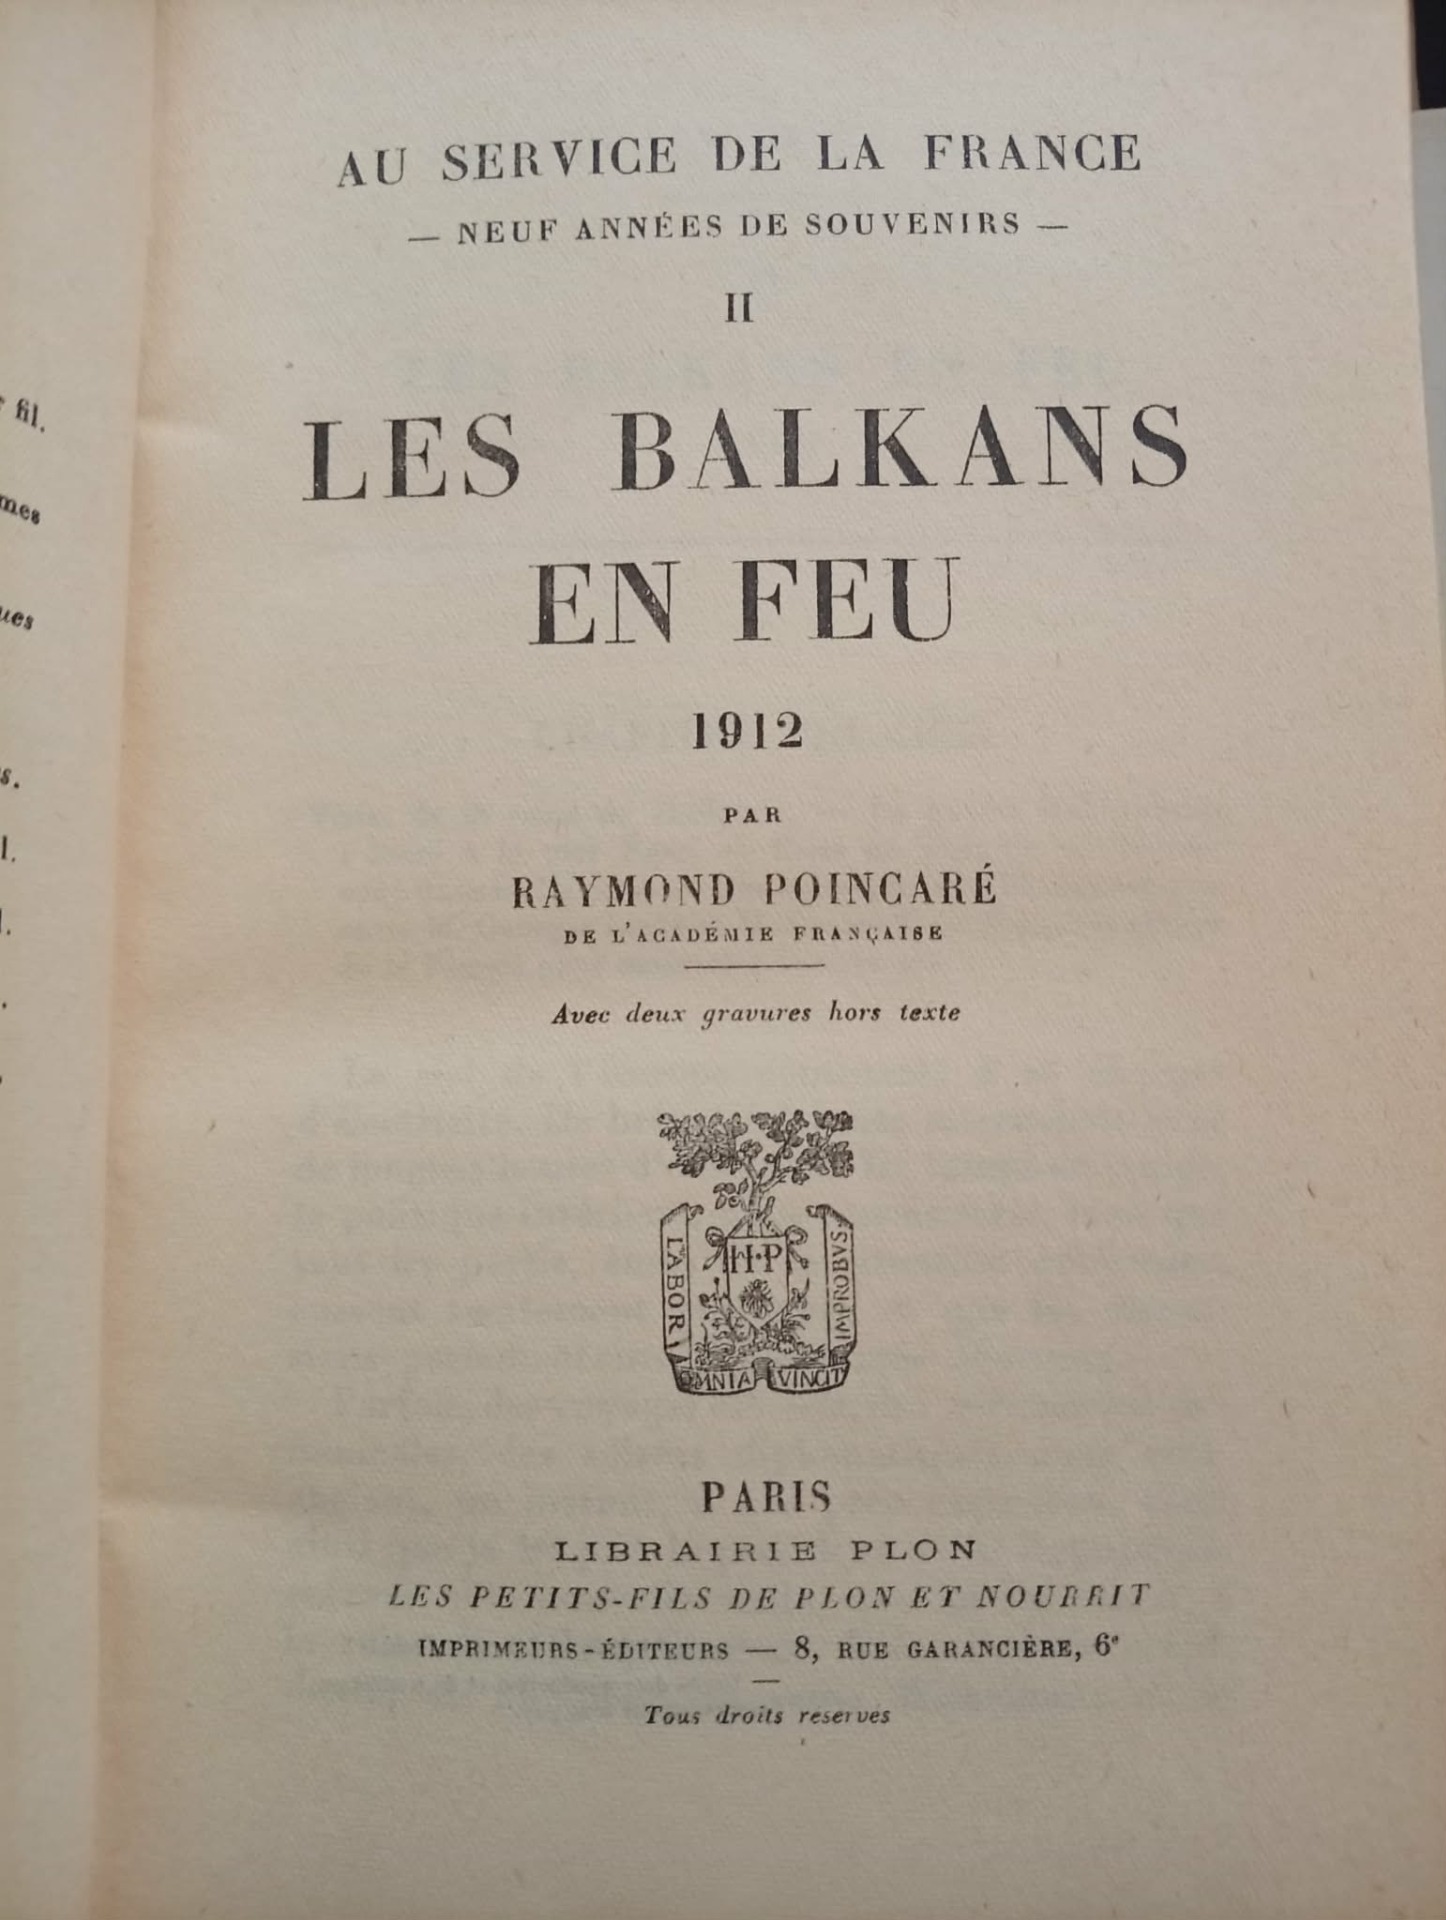 AU SERVICE DE LA FRANCE
— NEUF ANNÉES DE SOUVENIRS —
II
LES BALKANS
EN FEU
1912
PAR
RAYMOND POINCARÉ
DE L'ACADÉMIE FRANÇAISE
Avec deux gravures hors texte
LABOR
H·P
IMPROBVS
OMNIA VINCIT
PARIS
LIBRAIRIE PLON
LES PETITS-FILS DE PLON ET NOURRIT
IMPRIMEURS-ÉDITEURS — 8, RUE GARANCIÈRE, 6e
Tous droits reserves
fil.